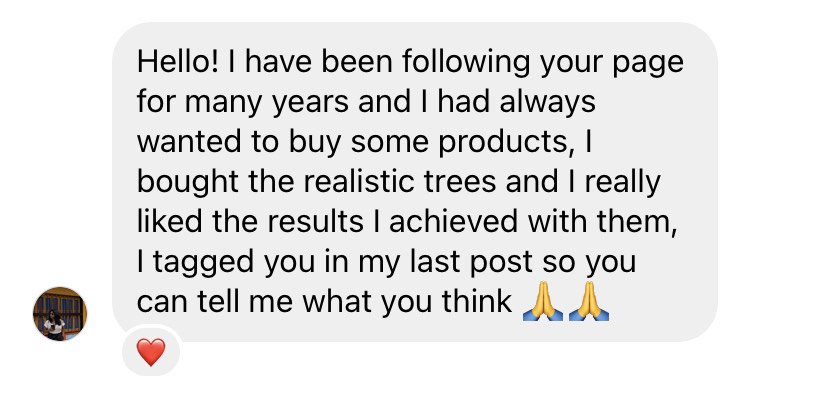 Hello! I have been following your page
for many years and I had always
wanted to buy some products, I
bought the realistic trees and I really
liked the results I achieved with them,
I tagged you in my last post so you
can tell me what you think 🙏🙏